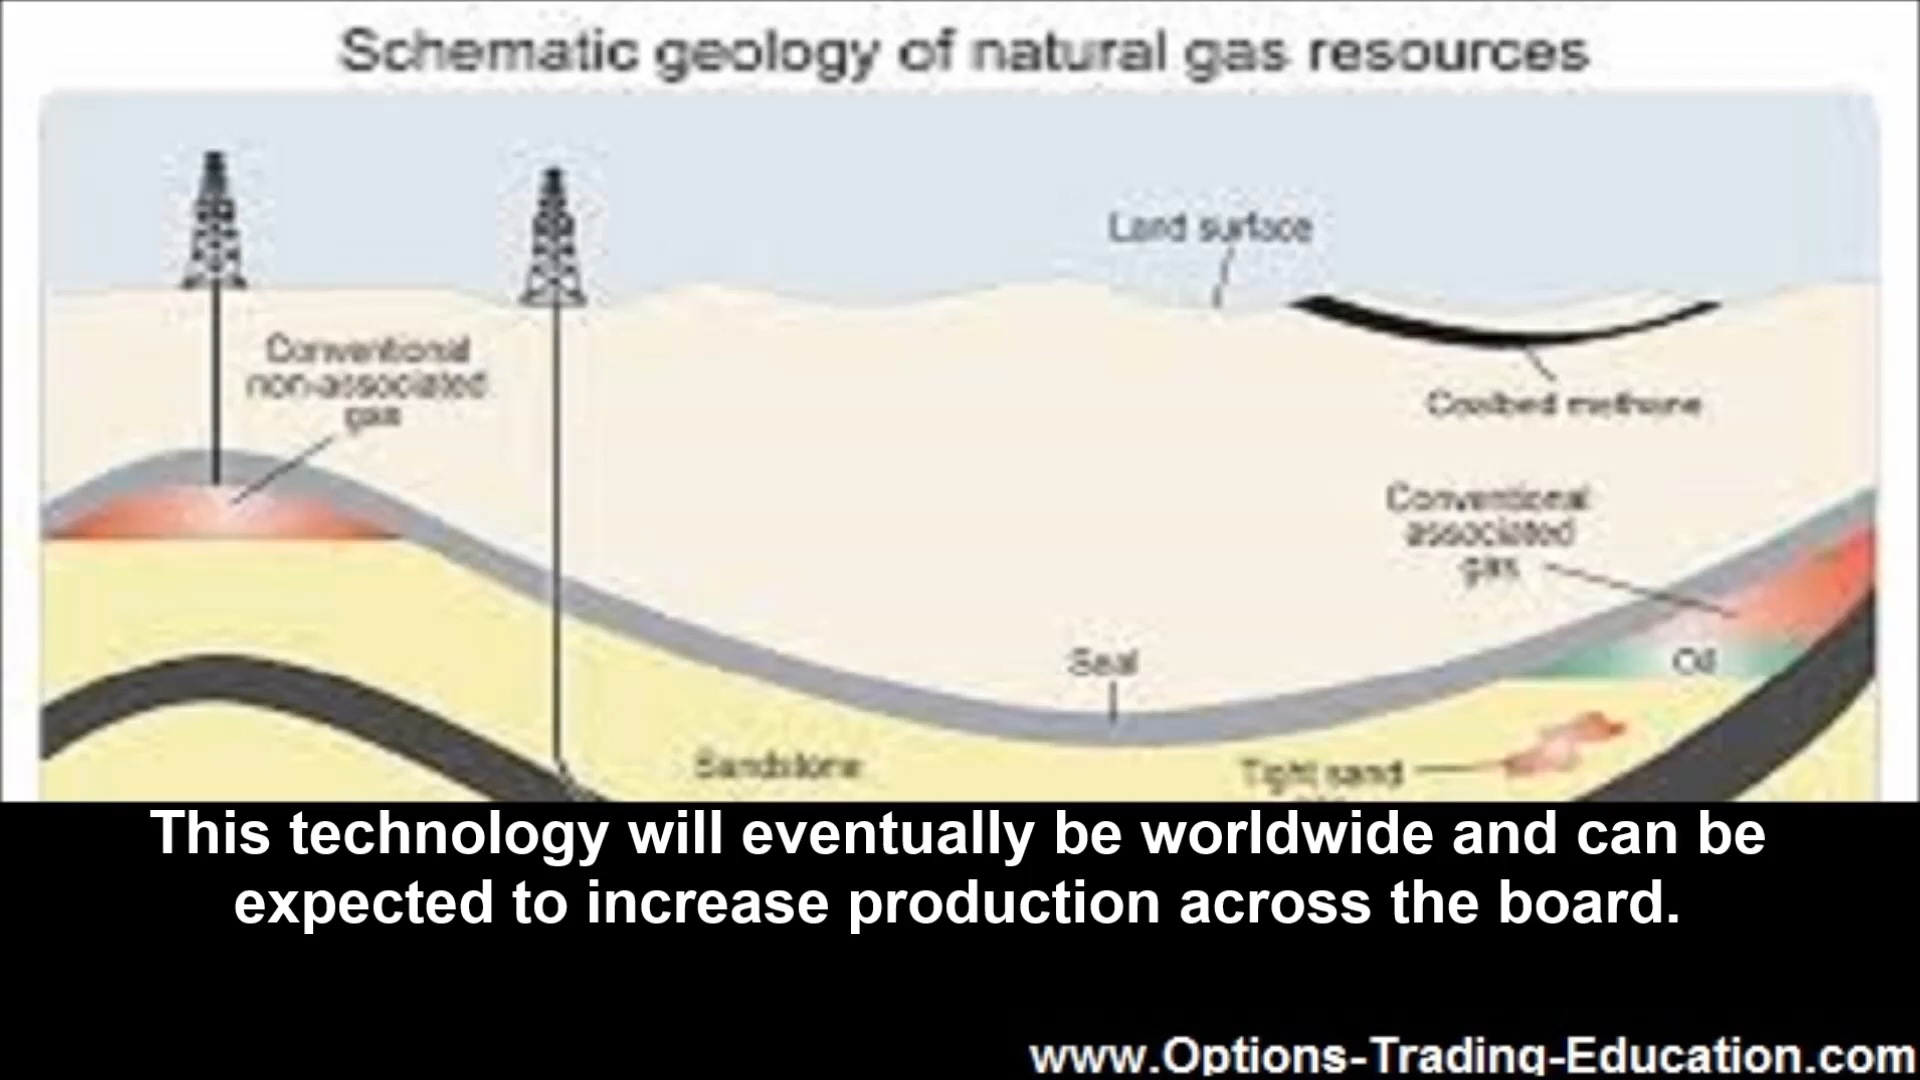 Schematic geology of natural gas resources
Land surface
Conventional
non-associated
gas
Coalbed methane
Conventional
associated
gas
Seal
Oil
Sandstone
Tight sand
This technology will eventually be worldwide and can be
expected to increase production across the board.
www.Options-Trading-Education.com